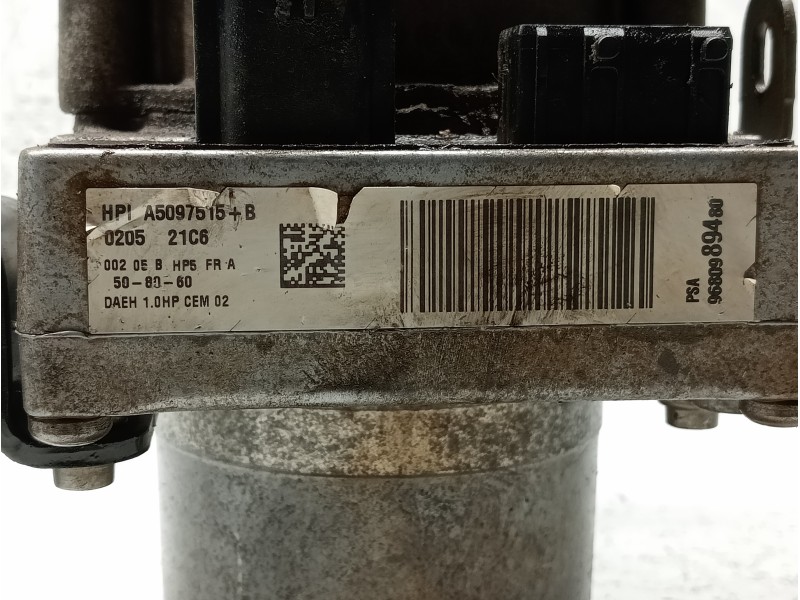 HPI A5097515+B
0205 21C6
002 05 B HP5 FR A
50-80-60
DAEH 1.0HP CEM 02
PSA
9680989480